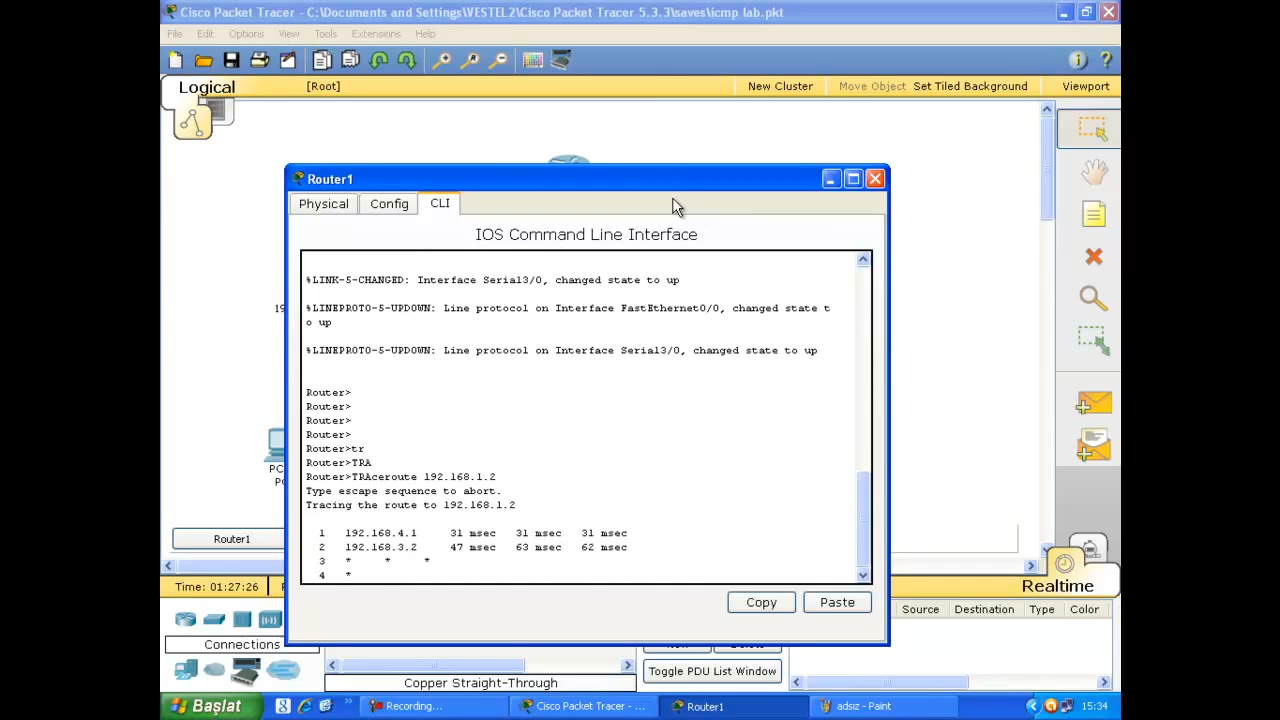 Cisco Packet Tracer - C:\Documents and Settings\VESTEL2\Cisco Packet Tracer 5.3.3\saves\icmp lab.pkt
File Edit Options View Tools Extensions Help
Logical [Root] New Cluster Move Object Set Tiled Background Viewport
Router1
Physical Config CLI
IOS Command Line Interface
%LINK-5-CHANGED: Interface Serial3/0, changed state to up
%LINEPROTO-5-UPDOWN: Line protocol on Interface FastEthernet0/0, changed state t
o up
%LINEPROTO-5-UPDOWN: Line protocol on Interface Serial3/0, changed state to up
Router>
Router>
Router>
Router>
Router>tr
Router>TRA
Router>TRAceroute 192.168.1.2
Type escape sequence to abort.
Tracing the route to 192.168.1.2
1 192.168.4.1 31 msec 31 msec 31 msec
2 192.168.3.2 47 msec 63 msec 62 msec
3 * * *
4 *
Copy Paste
19
PC
Router1
Time: 01:27:26
Realtime
Source Destination Type Color
Connections
Toggle PDU List Window
Copper Straight-Through
Başlat Recording... Cisco Packet Tracer - ... Router1 adsız - Paint 15:34